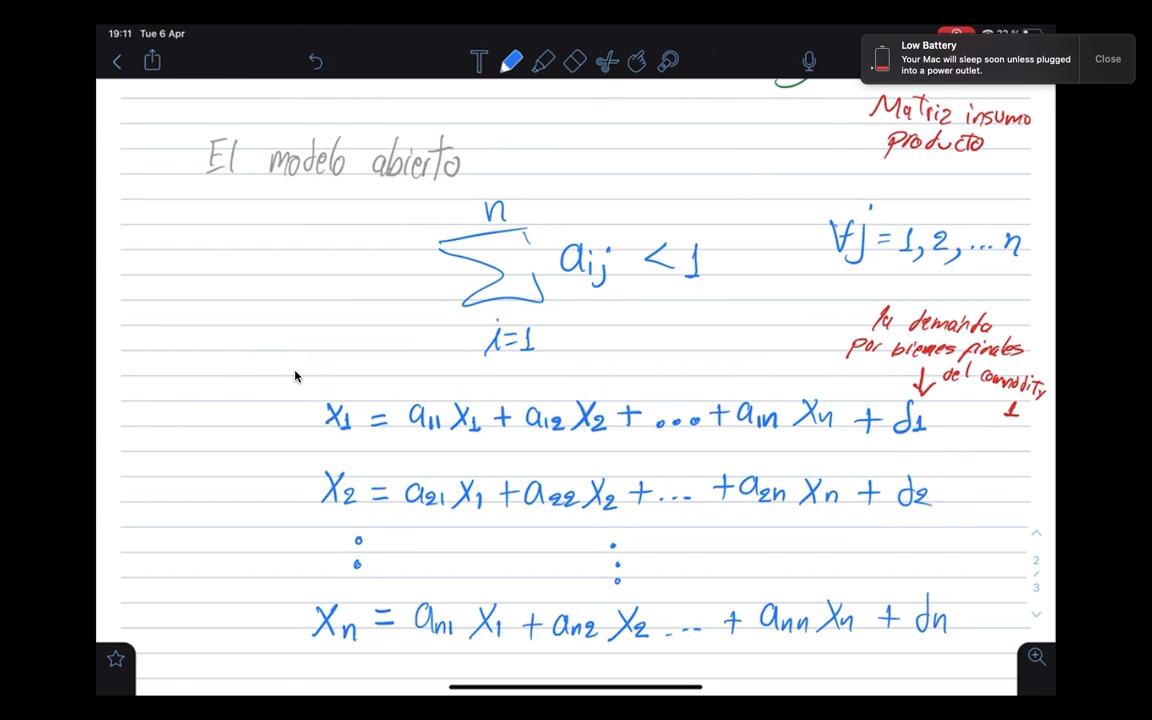 19:11 Tue 6 Apr
Low Battery
Your Mac will sleep soon unless plugged
into a power outlet.
Close
Matriz insumo
producto
El modelo abierto
n
∑ aij < 1
i=1
∀j = 1, 2, ... n
la demanda
por bienes finales
del commodity
1
X1 = a11 X1 + a12 X2 + ... + a1n Xn + d1
X2 = a21 X1 + a22 X2 + ... + a2n Xn + d2
Xn = an1 X1 + an2 X2 ... + ann Xn + dn
2
/
3